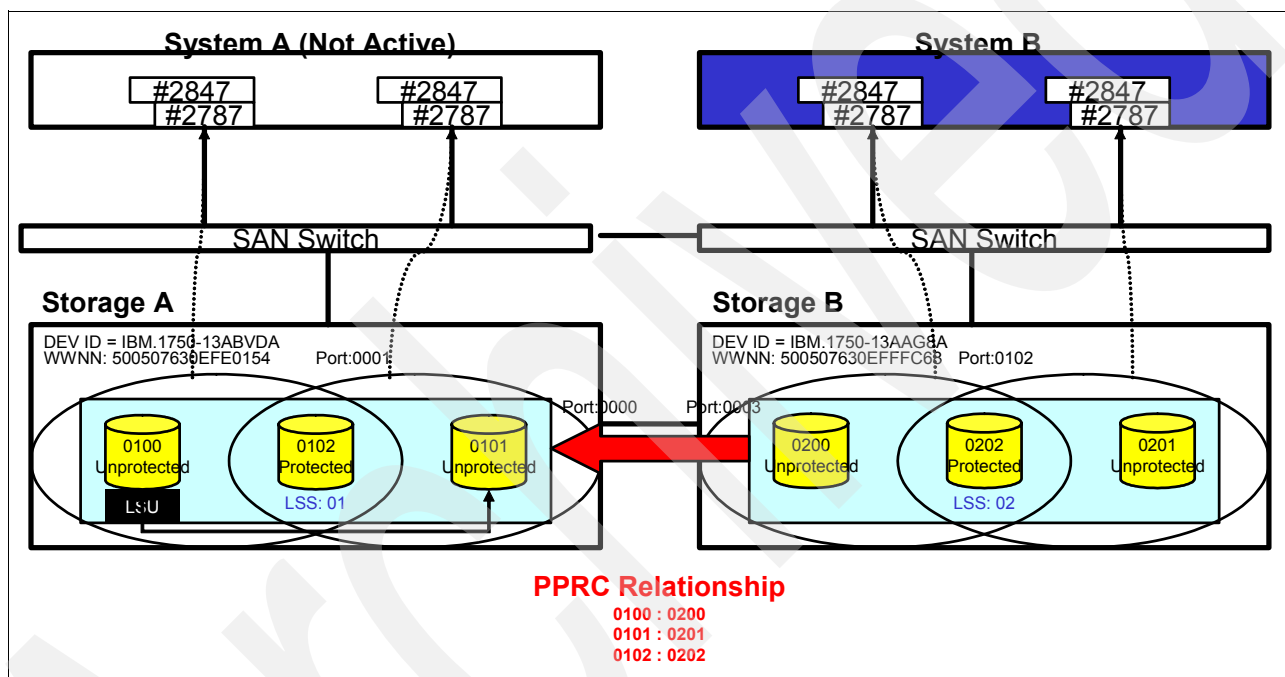 System A (Not Active)
System B
#2847
#2787
#2847
#2787
#2847
#2787
#2847
#2787
SAN Switch
SAN Switch
Storage A
Storage B
DEV ID = IBM.1750-13ABVDA
WWNN: 500507630EFE0154 Port:0001
DEV ID = IBM.1750-13AAG8A
WWNN: 500507630EFFFC68 Port:0102
Port:0000
Port:0003
0100
Unprotected
0102
Protected
0101
Unprotected
LSU
LSS: 01
0200
Unprotected
0202
Protected
0201
Unprotected
LSS: 02
PPRC Relationship
0100 : 0200
0101 : 0201
0102 : 0202
Archived